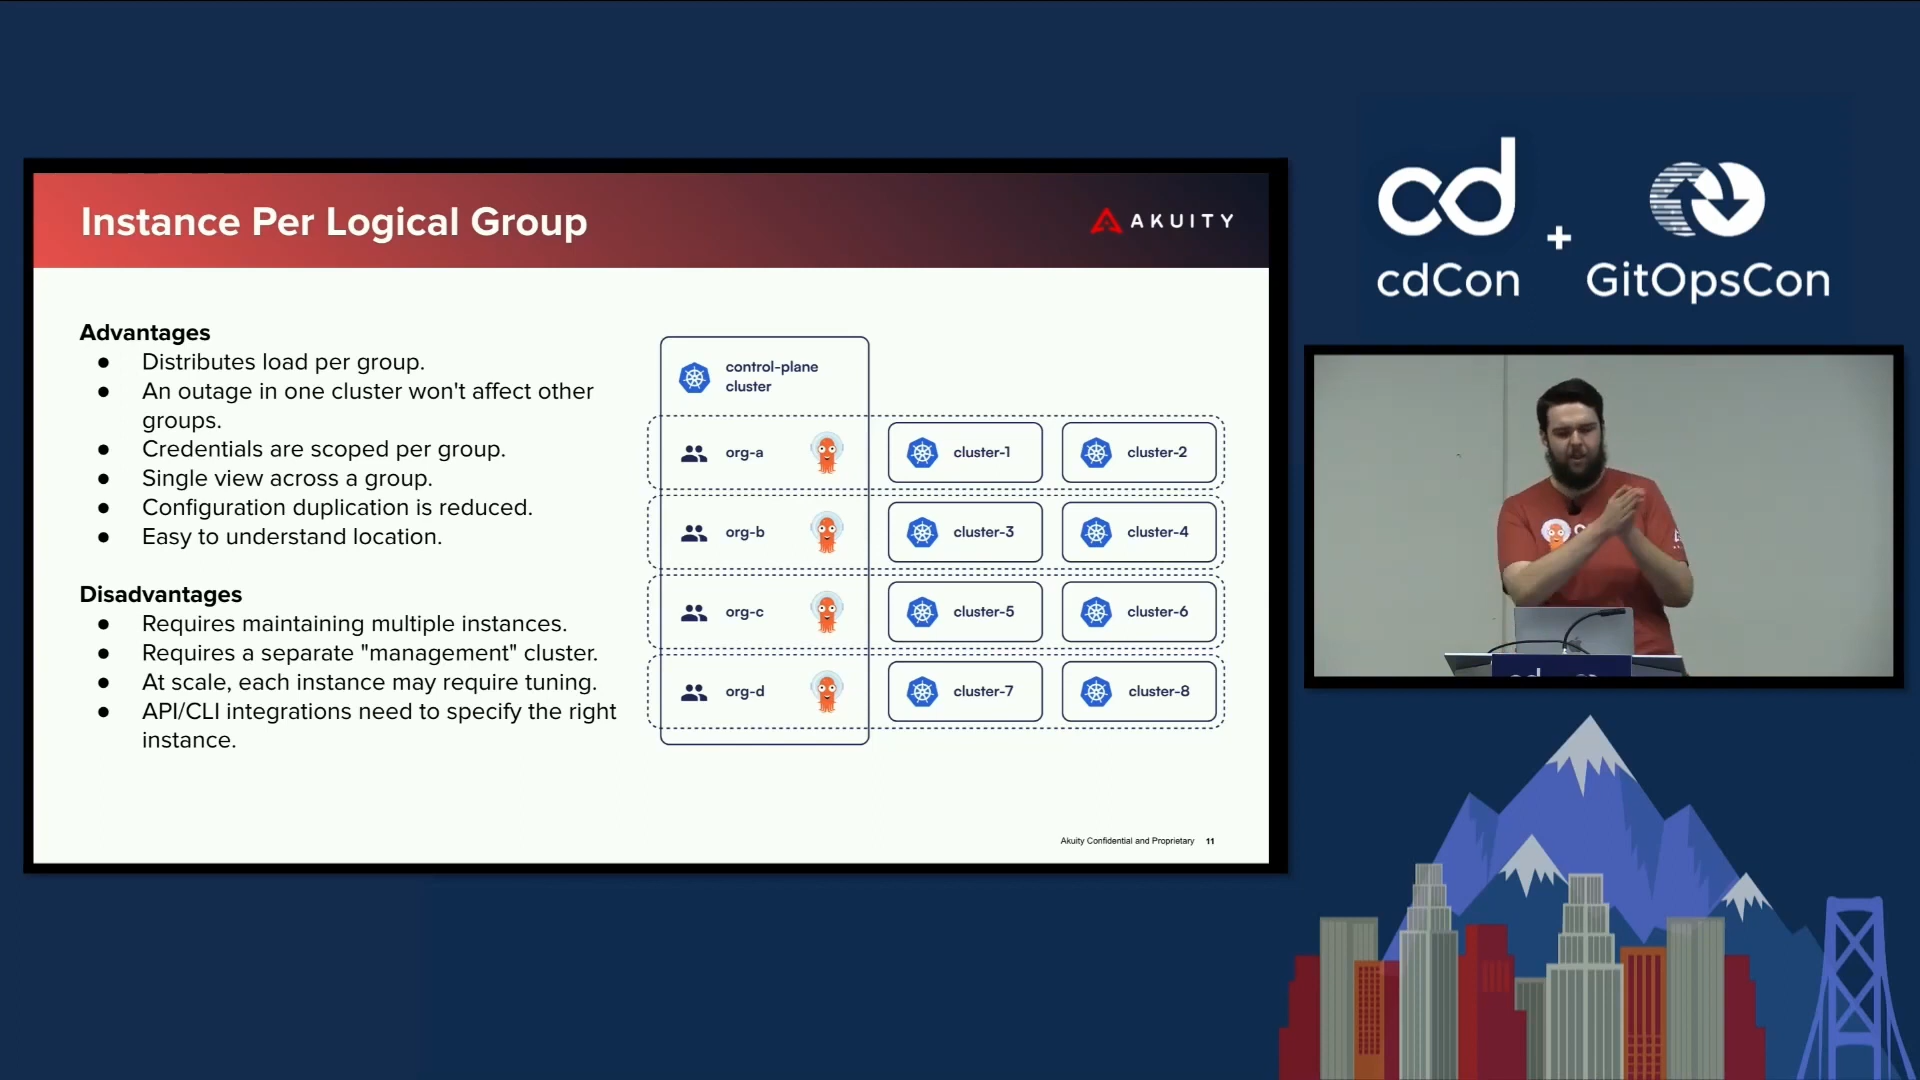 Instance Per Logical Group
AKUITY
Advantages
● Distributes load per group.
● An outage in one cluster won't affect other
groups.
● Credentials are scoped per group.
● Single view across a group.
● Configuration duplication is reduced.
● Easy to understand location.
Disadvantages
● Requires maintaining multiple instances.
● Requires a separate "management" cluster.
● At scale, each instance may require tuning.
● API/CLI integrations need to specify the right
instance.
control-plane
cluster
org-a cluster-1 cluster-2
org-b cluster-3 cluster-4
org-c cluster-5 cluster-6
org-d cluster-7 cluster-8
Akuity Confidential and Proprietary 11
cd
cdCon + GitOpsCon